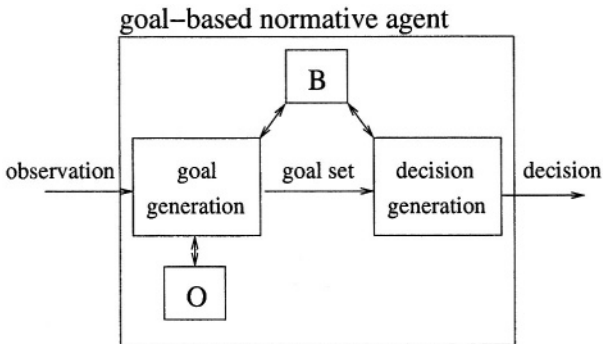 goal–based normative agent
B
observation
goal
generation
goal set
decision
generation
decision
O